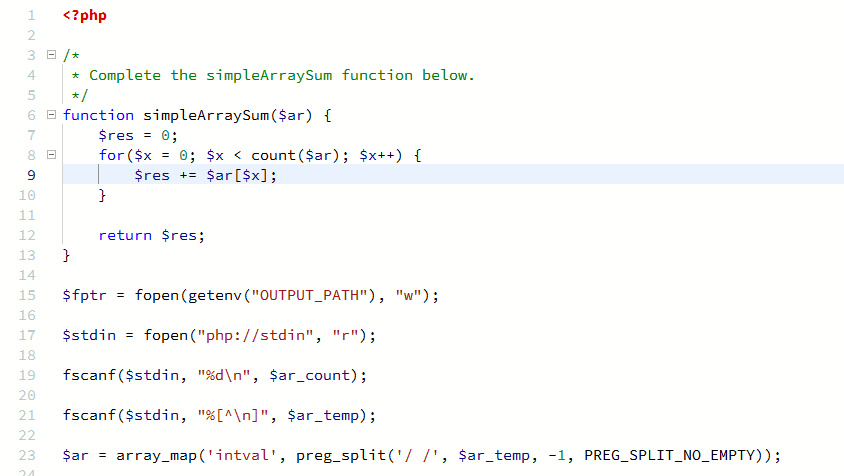 1 <?php
2
3 /*
4 * Complete the simpleArraySum function below.
5 */
6 function simpleArraySum($ar) {
7 $res = 0;
8 for($x = 0; $x < count($ar); $x++) {
9 $res += $ar[$x];
10 }
11
12 return $res;
13 }
14
15 $fptr = fopen(getenv("OUTPUT_PATH"), "w");
16
17 $stdin = fopen("php://stdin", "r");
18
19 fscanf($stdin, "%d\n", $ar_count);
20
21 fscanf($stdin, "%[^\n]", $ar_temp);
22
23 $ar = array_map('intval', preg_split('/ /', $ar_temp, -1, PREG_SPLIT_NO_EMPTY));
24